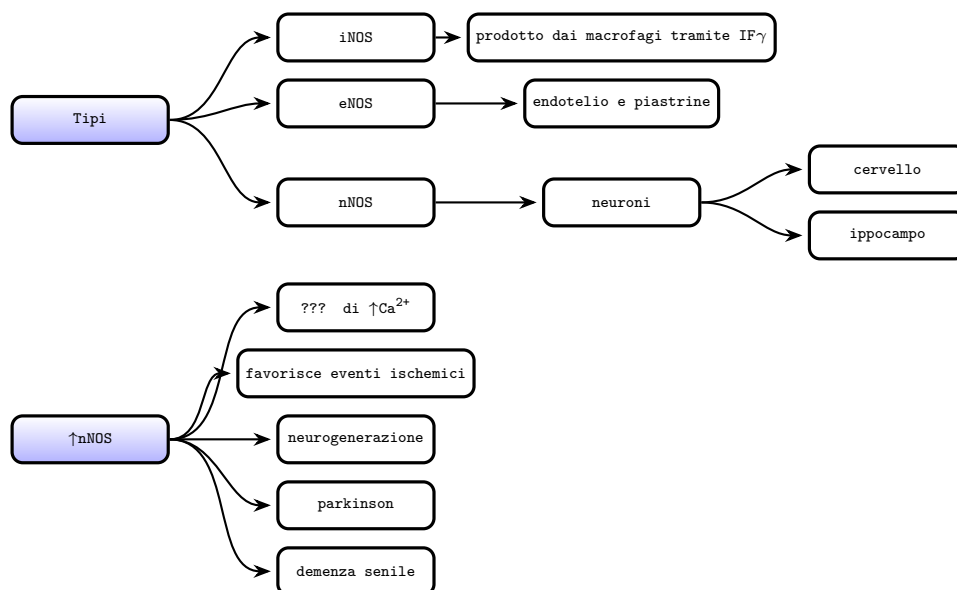 iNOS
prodotto dai macrofagi tramite IFγ
eNOS
endotelio e piastrine
Tipi
cervello
nNOS
neuroni
ippocampo
??? di ↑Ca²⁺
favorisce eventi ischemici
↑nNOS
neurogenerazione
parkinson
demenza senile